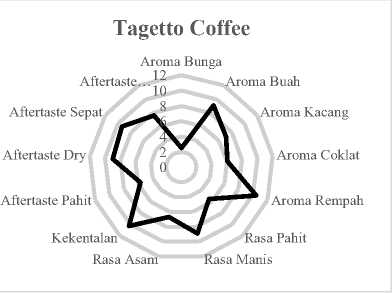 Tagetto Coffee
Aroma Bunga
Aroma Buah
Aroma Kacang
Aroma Coklat
Aroma Rempah
Rasa Pahit
Rasa Manis
Rasa Asam
Kekentalan
Aftertaste Pahit
Aftertaste Dry
Aftertaste Sepat
Aftertaste…
12
10
8
6
4
2
0